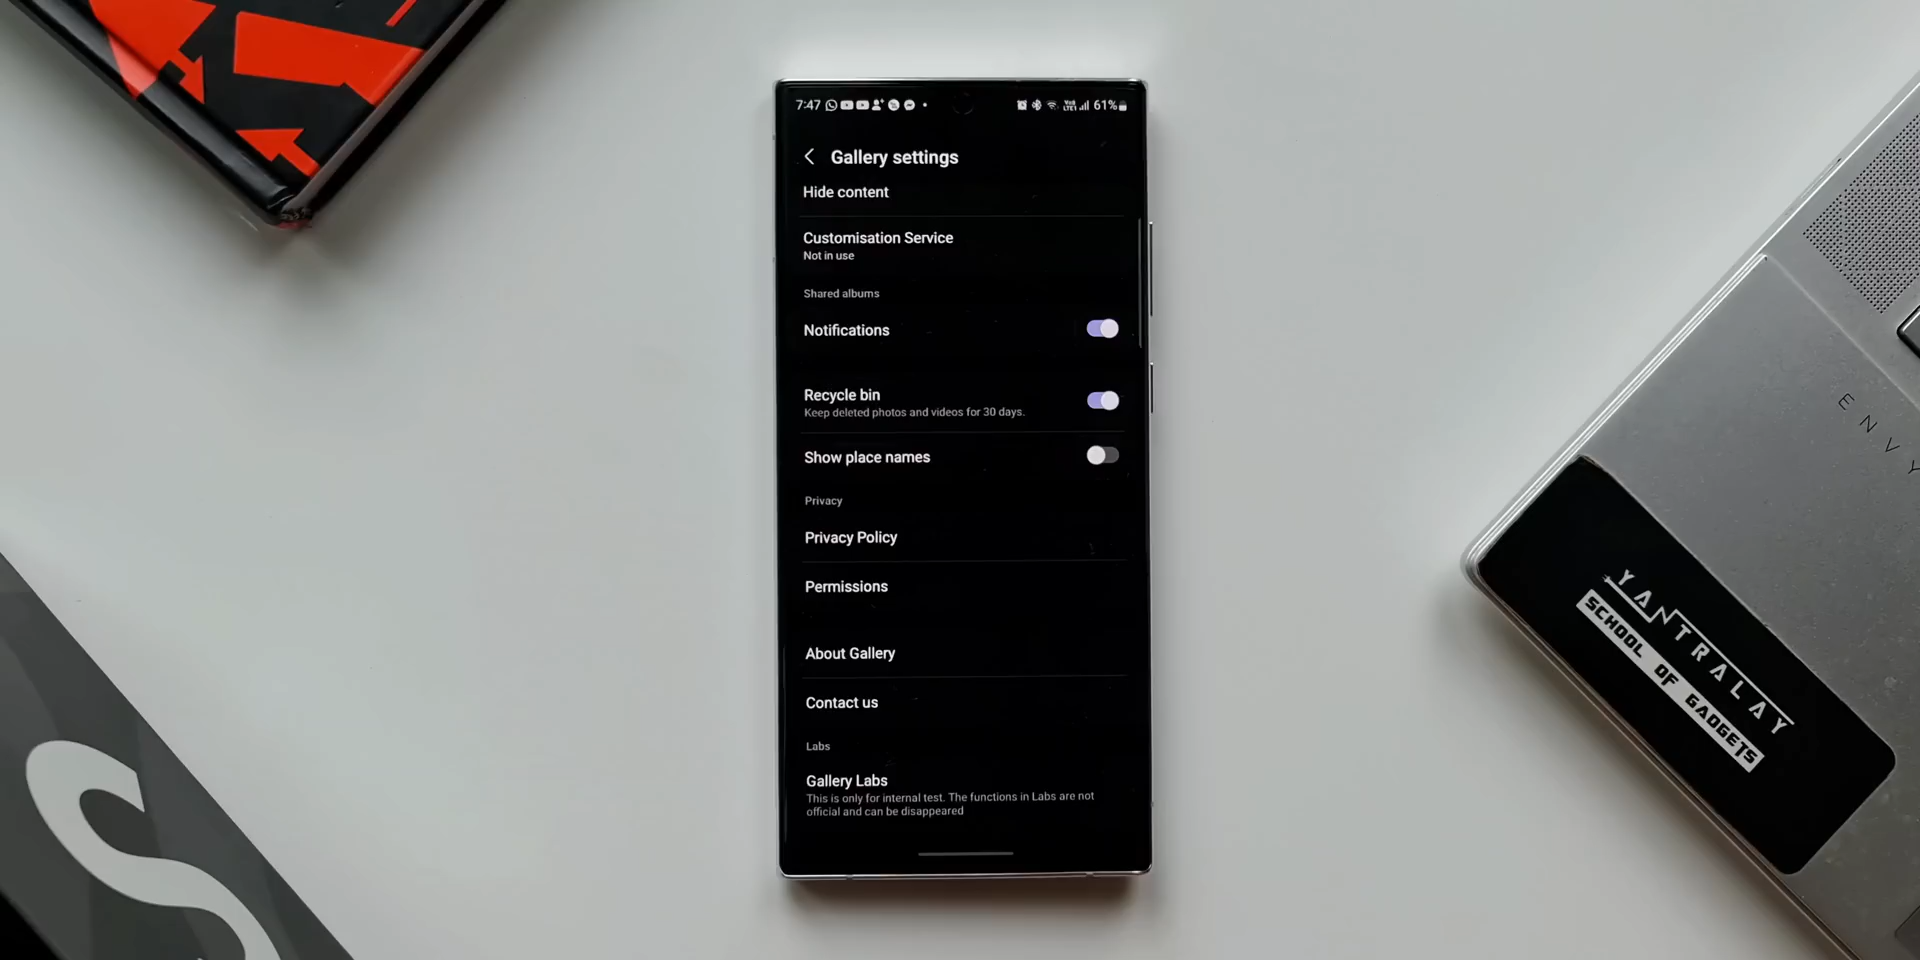 7:47
61%
Gallery settings
Hide content
Customisation Service
Not in use
Shared albums
Notifications
Recycle bin
Keep deleted photos and videos for 30 days.
Show place names
Privacy
Privacy Policy
Permissions
About Gallery
Contact us
Labs
Gallery Labs
This is only for internal test. The functions in Labs are not
official and can be disappeared
ENVY
YANTRALAY
SCHOOL OF GADGETS
S